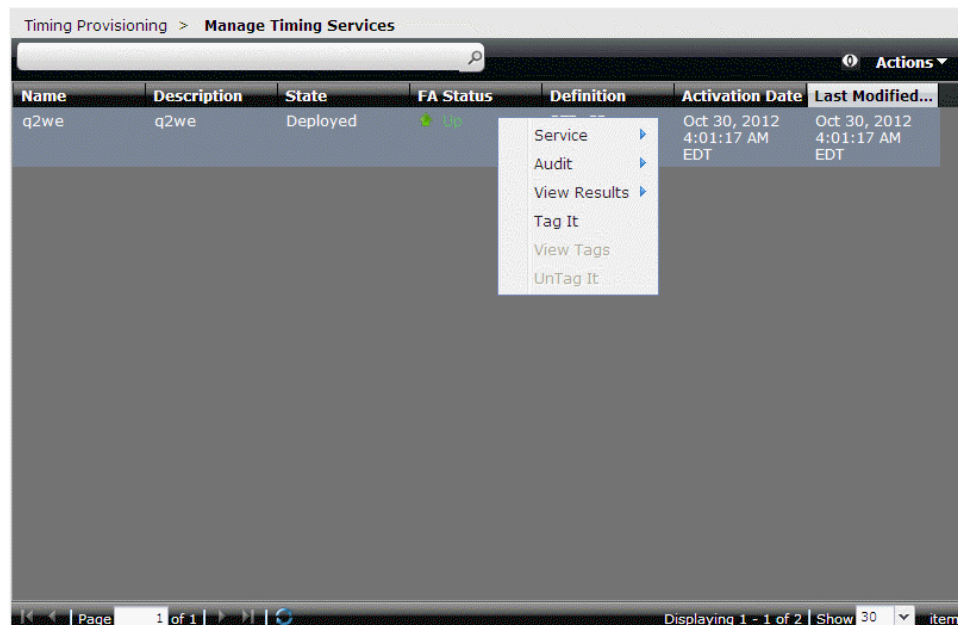 Timing Provisioning > Manage Timing Services
Actions
Name Description State FA Status Definition Activation Date Last Modified...
q2we q2we Deployed Up Oct 30, 2012 4:01:17 AM EDT Oct 30, 2012 4:01:17 AM EDT
Service
Audit
View Results
Tag It
View Tags
UnTag It
Page 1 of 1 Displaying 1 - 1 of 2 Show 30 item